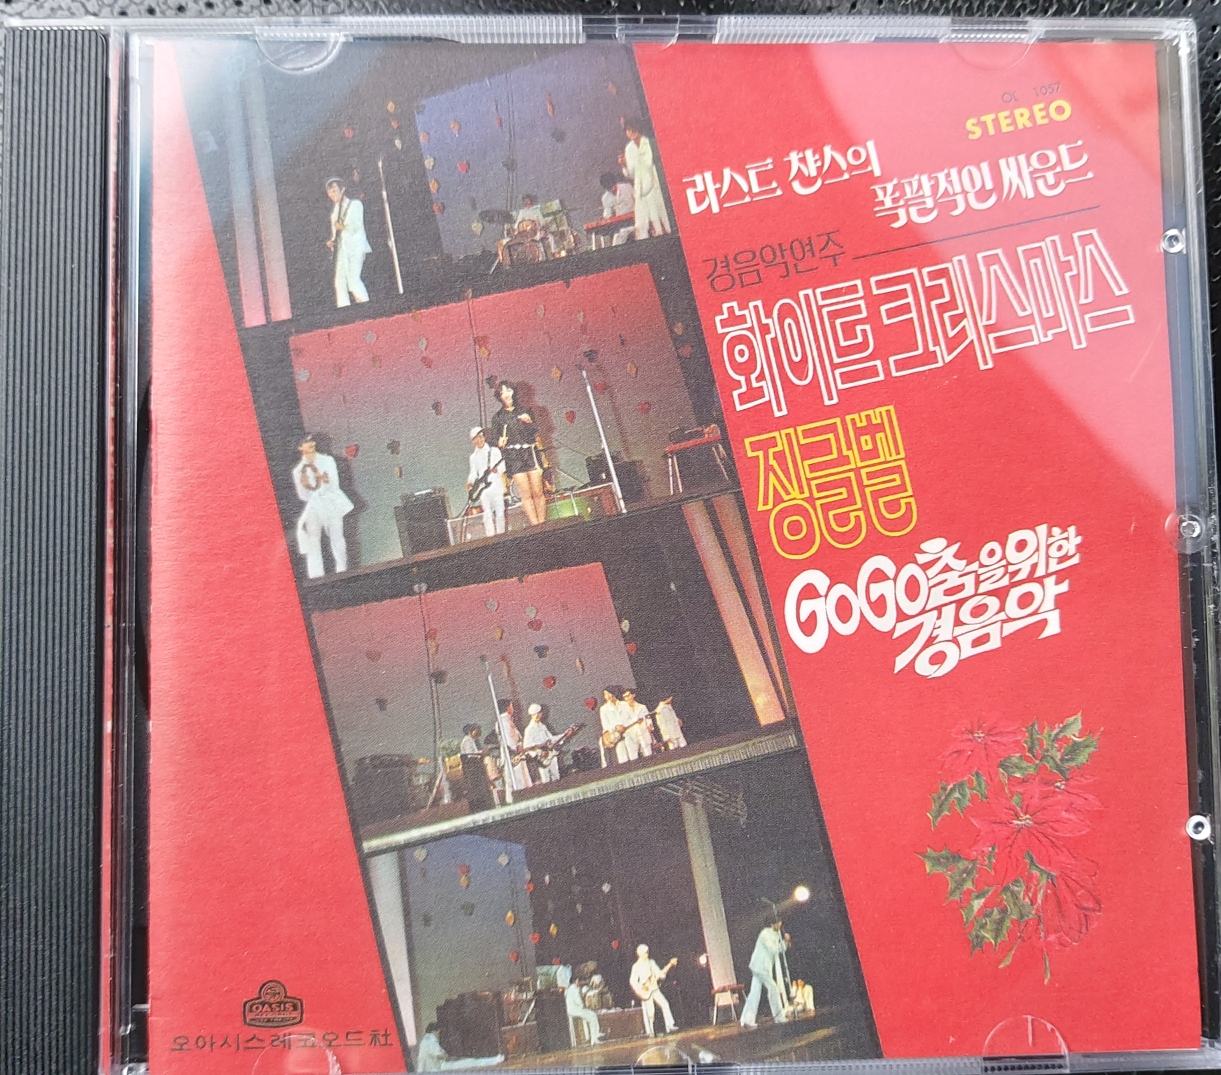 OL 1057
STEREO
라스트 챤스의
폭팔적인 싸운드
경음악연주
화이트 크리스마스
징글벨
GOGO춤을위한
경음악
OASIS
오아시스레코오드社